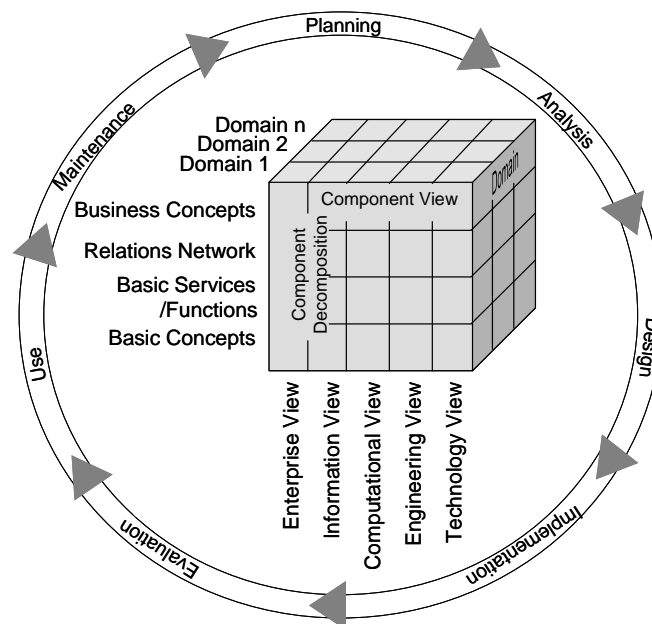 Planning
Analysis
Design
Implementation
Evaluation
Use
Maintenance
Domain n
Domain 2
Domain 1
Business Concepts
Relations Network
Basic Services
/Functions
Basic Concepts
Component View
Domain
Component
Decomposition
Enterprise View
Information View
Computational View
Engineering View
Technology View